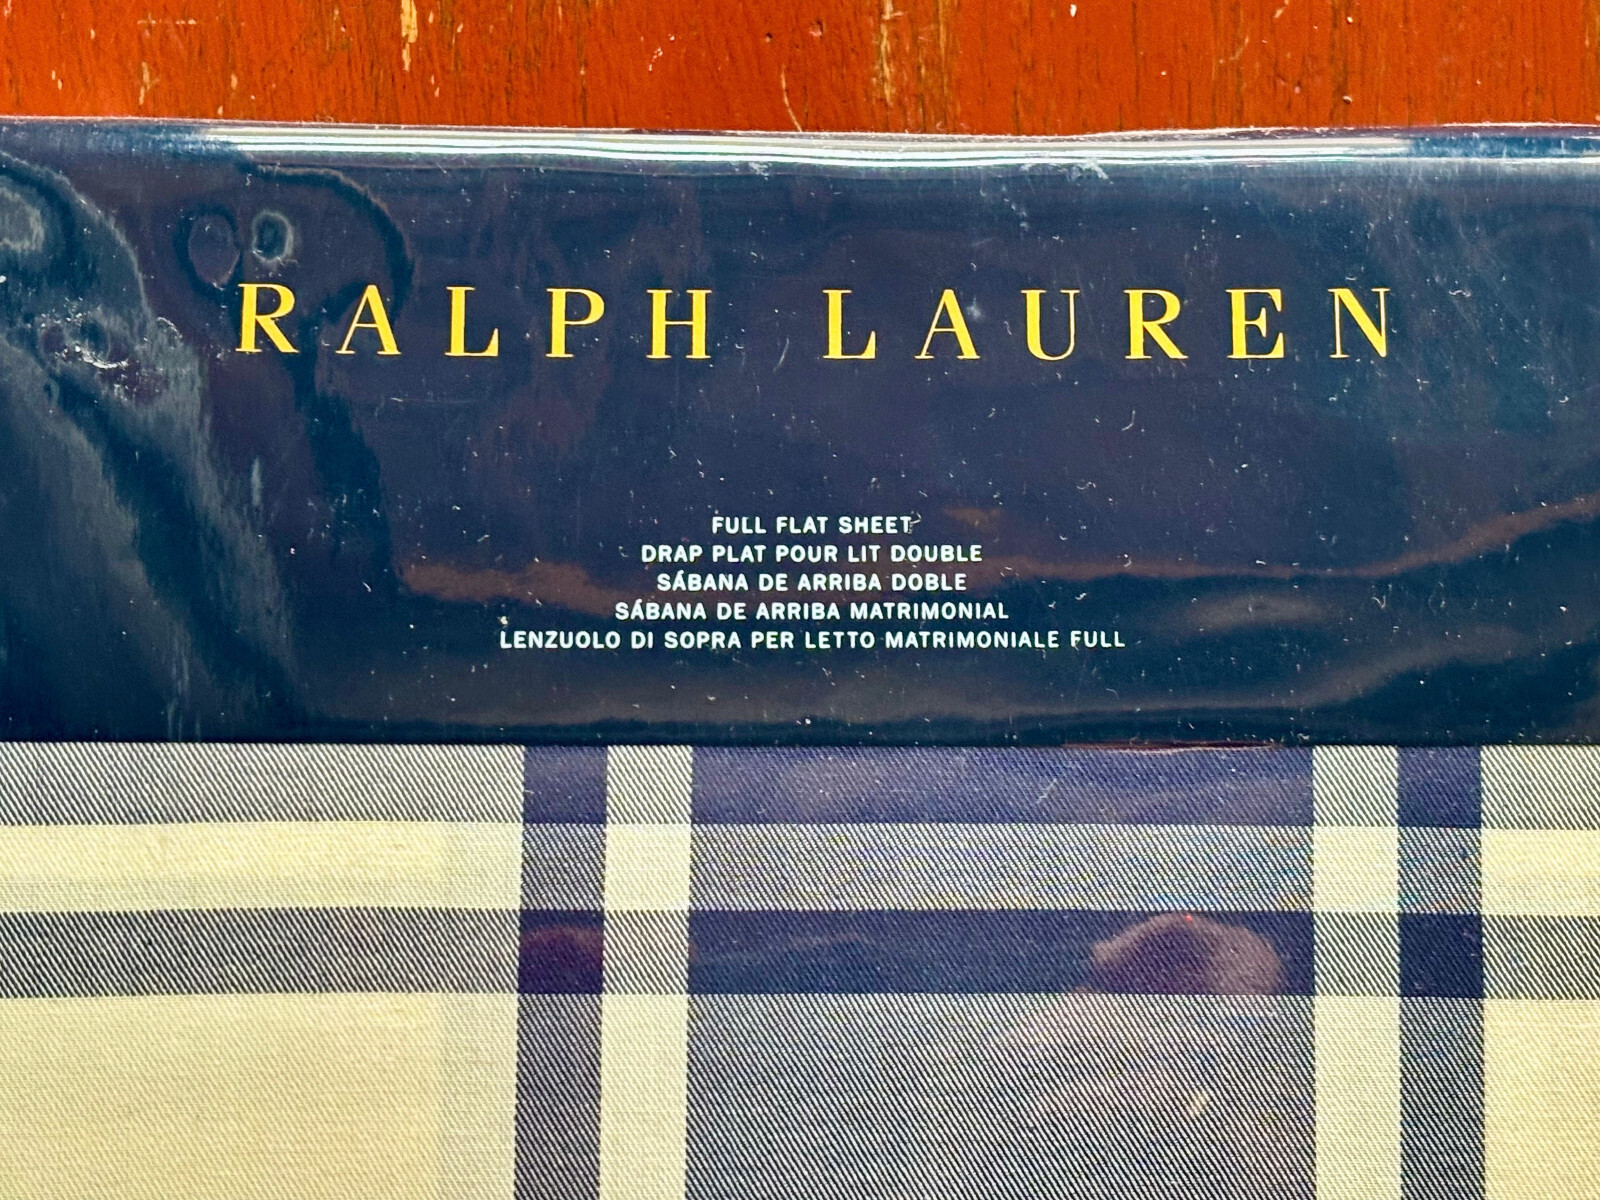 RALPH LAUREN
FULL FLAT SHEET
DRAP PLAT POUR LIT DOUBLE
SÁBANA DE ARRIBA DOBLE
SÁBANA DE ARRIBA MATRIMONIAL
LENZUOLO DI SOPRA PER LETTO MATRIMONIALE FULL